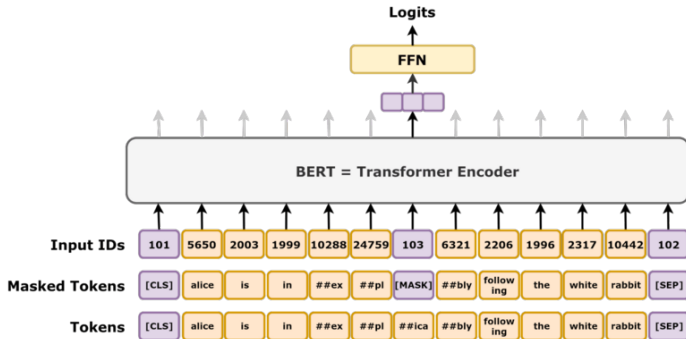 Logits
FFN
BERT = Transformer Encoder
Input IDs 101 5650 2003 1999 10288 24759 103 6321 2206 1996 2317 10442 102
Masked Tokens [CLS] alice is in ##ex ##pl [MASK] ##bly follow ing the white rabbit [SEP]
Tokens [CLS] alice is in ##ex ##pl ##ica ##bly follow ing the white rabbit [SEP]